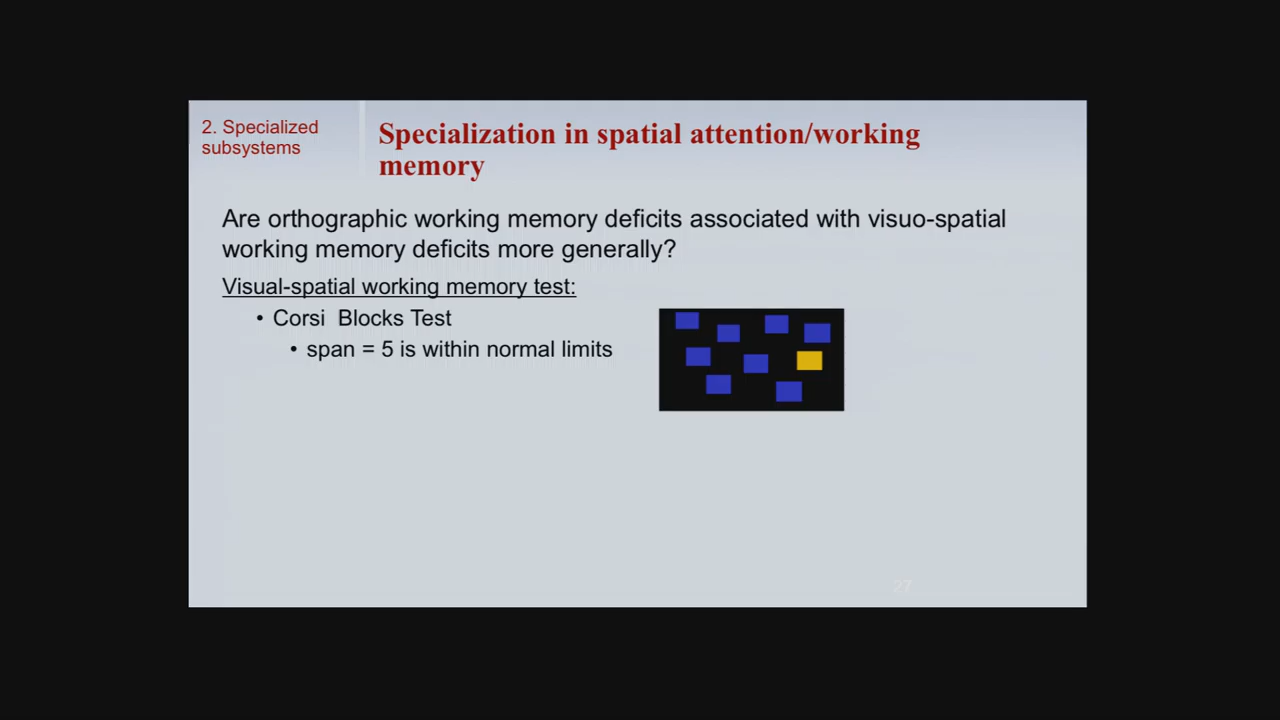 2. Specialized
subsystems
Specialization in spatial attention/working
memory
Are orthographic working memory deficits associated with visuo-spatial
working memory deficits more generally?
Visual-spatial working memory test:
• Corsi Blocks Test
• span = 5 is within normal limits
27